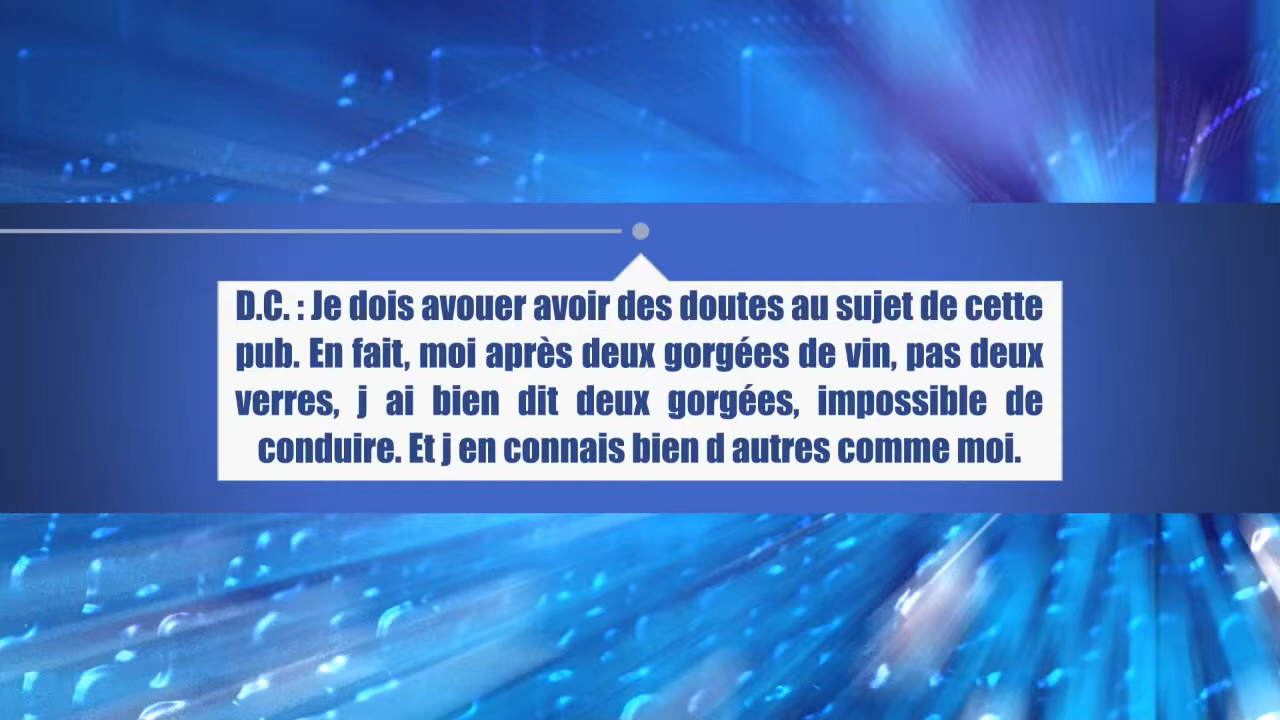 D.C. : Je dois avouer avoir des doutes au sujet de cette
pub. En fait, moi après deux gorgées de vin, pas deux
verres, j ai bien dit deux gorgées, impossible de
conduire. Et j en connais bien d autres comme moi.